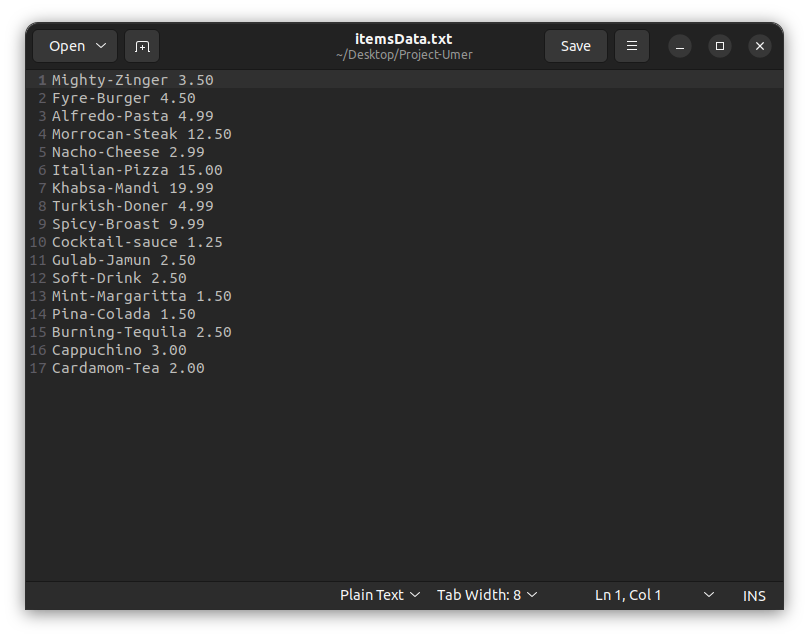 Open
itemsData.txt
~/Desktop/Project-Umer
Save
1 Mighty-Zinger 3.50
2 Fyre-Burger 4.50
3 Alfredo-Pasta 4.99
4 Morrocan-Steak 12.50
5 Nacho-Cheese 2.99
6 Italian-Pizza 15.00
7 Khabsa-Mandi 19.99
8 Turkish-Doner 4.99
9 Spicy-Broast 9.99
10 Cocktail-sauce 1.25
11 Gulab-Jamun 2.50
12 Soft-Drink 2.50
13 Mint-Margaritta 1.50
14 Pina-Colada 1.50
15 Burning-Tequila 2.50
16 Cappuchino 3.00
17 Cardamom-Tea 2.00
Plain Text Tab Width: 8 Ln 1, Col 1 INS